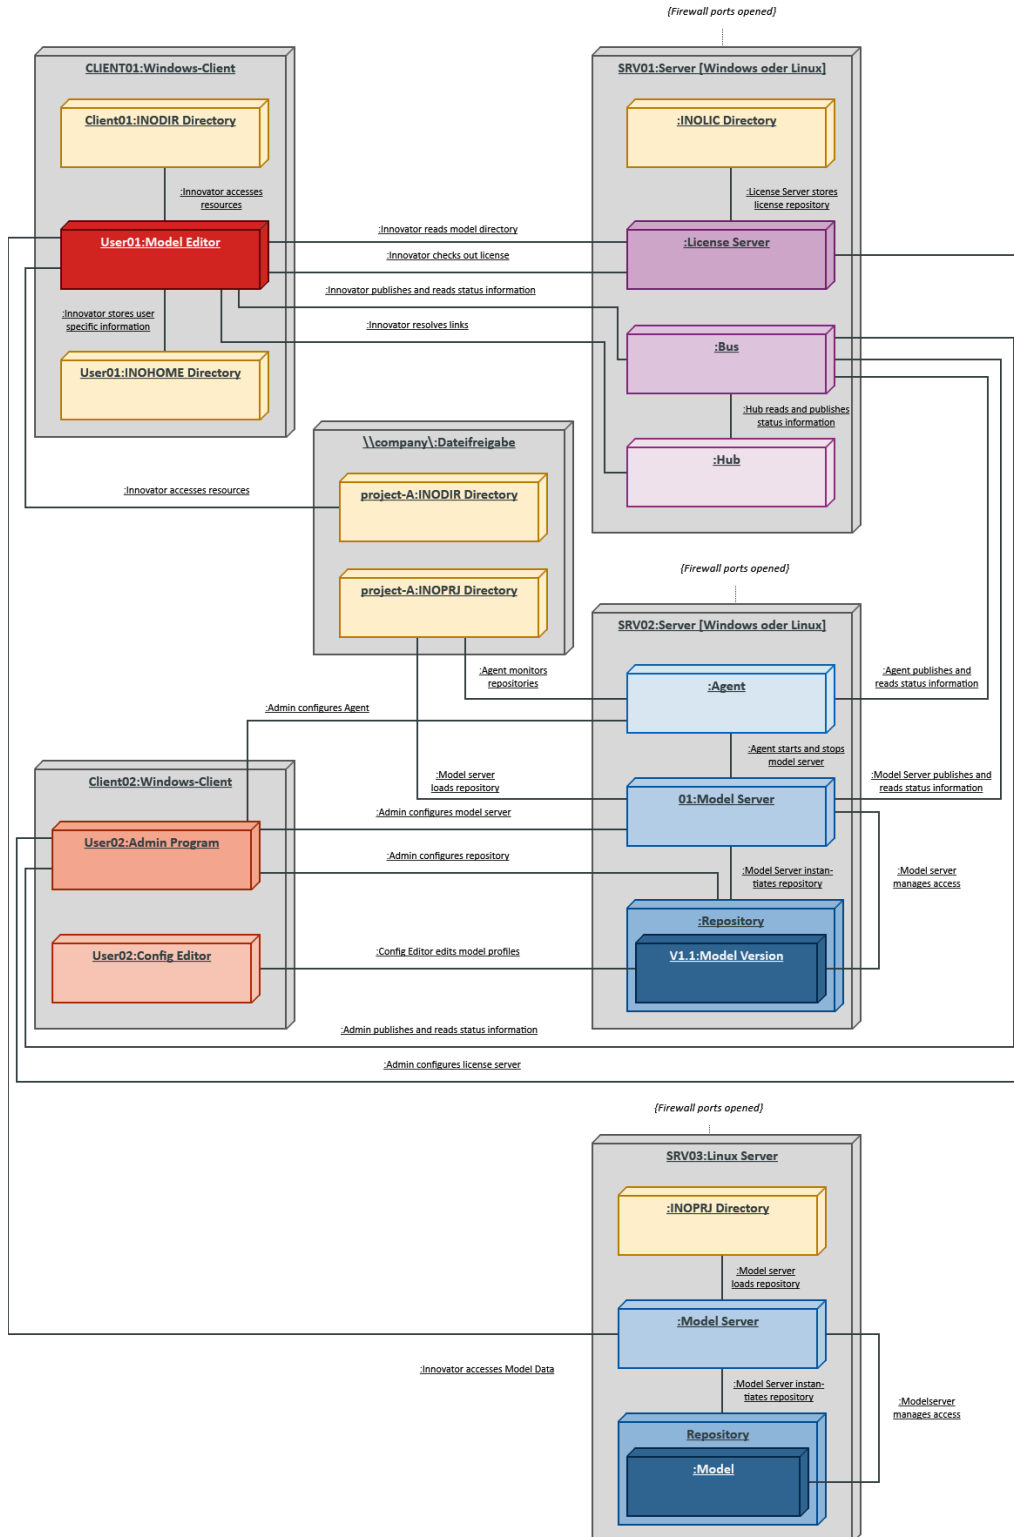 {Firewall ports opened}
CLIENT01:Windows-Client
SRV01:Server [Windows oder Linux]
Client01:INODIR Directory
:INOLIC Directory
:Innovator accesses
resources
:License Server stores
license repository
User01:Model Editor
:Innovator reads model directory
:License Server
:Innovator checks out license
:Innovator publishes and reads status information
:Innovator stores user
specific information
:Innovator resolves links
:Bus
User01:INOHOME Directory
:Hub reads and publishes
status information
\\company\:Dateifreigabe
:Hub
:Innovator accesses resources
project-A:INODIR Directory
{Firewall ports opened}
project-A:INOPRJ Directory
SRV02:Server [Windows oder Linux]
:Agent monitors
repositories
:Agent
:Agent publishes and
reads status information
:Admin configures Agent
:Agent starts and stops
model server
Client02:Windows-Client
:Model server
loads repository
:Model Server publishes and
reads status information
01:Model Server
:Admin configures model server
User02:Admin Program
:Admin configures repository
:Model Server instan-
tiates repository
:Model server
manages access
:Repository
User02:Config Editor
:Config Editor edits model profiles
V1.1:Model Version
:Admin publishes and reads status information
:Admin configures license server
{Firewall ports opened}
SRV03:Linux Server
:INOPRJ Directory
:Model server
loads repository
:Model Server
:Innovator accesses Model Data
:Model Server instan-
tiates repository
:Modelserver
manages access
Repository
:Model